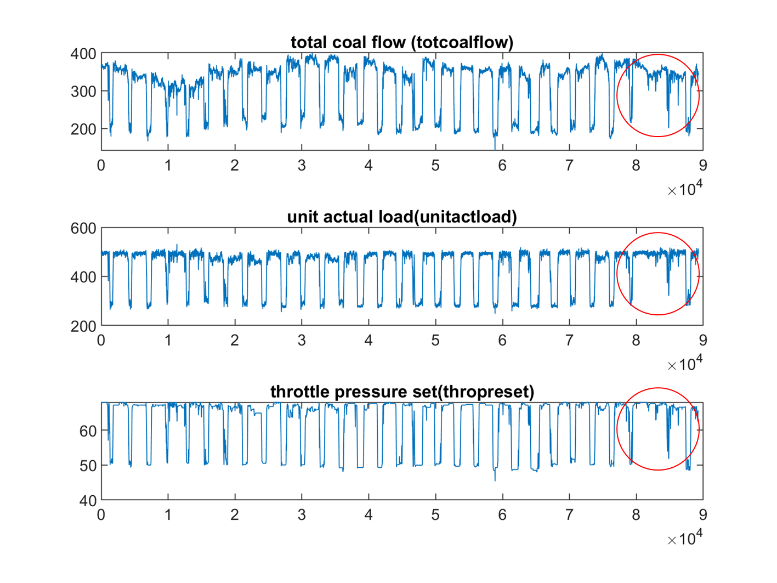 total coal flow (totcoalflow)
400
300
200
0 1 2 3 4 5 6 7 8 9
×10^4
unit actual load(unitactload)
600
400
200
0 1 2 3 4 5 6 7 8 9
×10^4
throttle pressure set(thropreset)
60
50
40
0 1 2 3 4 5 6 7 8 9
×10^4